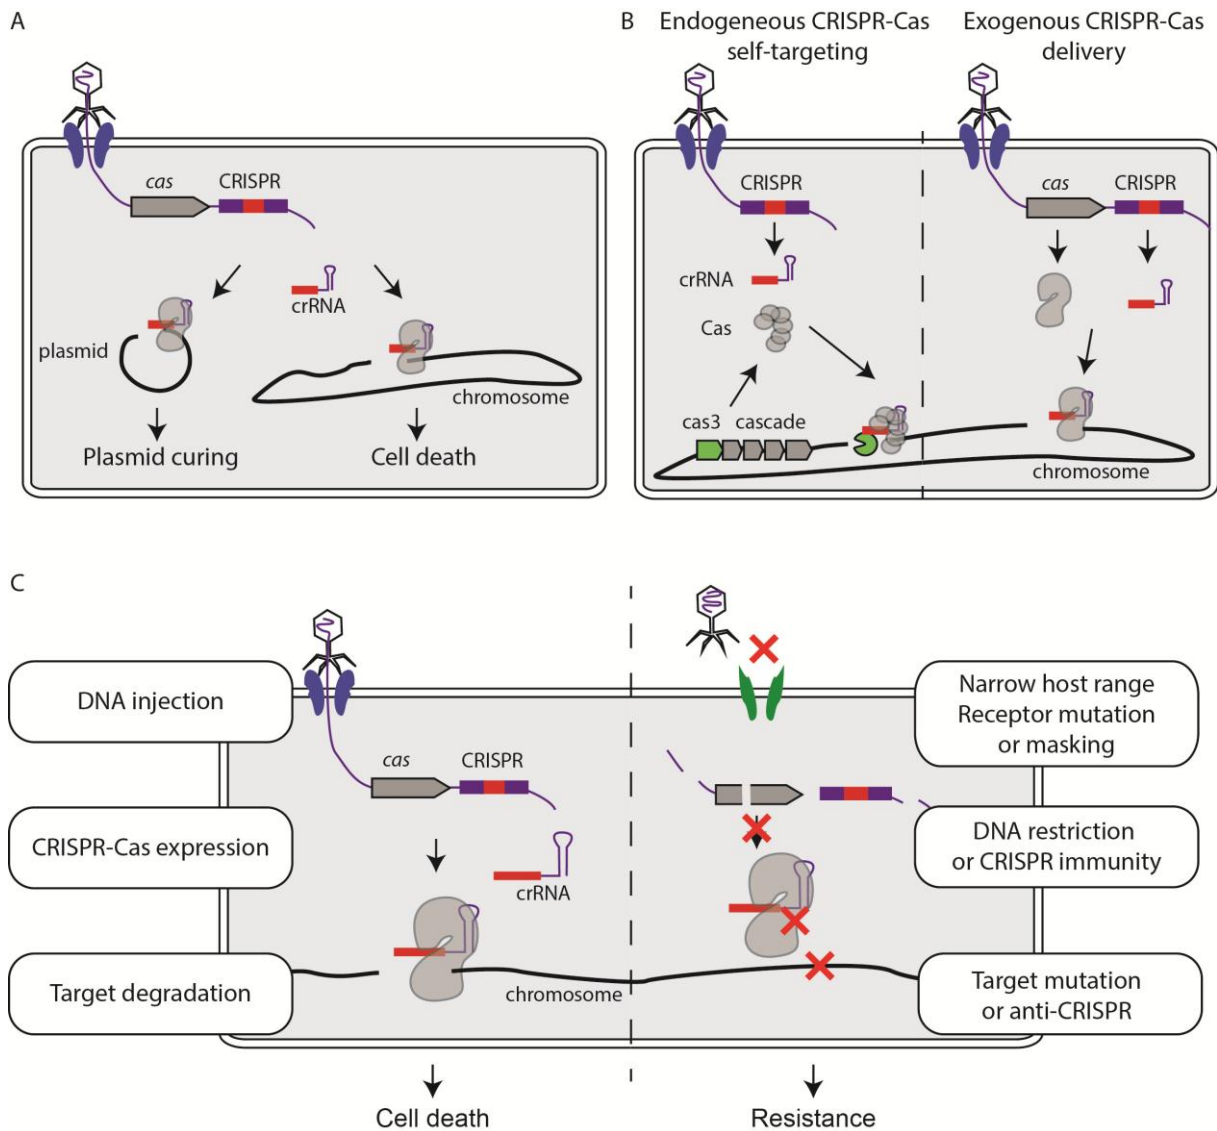 A
cas
CRISPR
crRNA
plasmid
chromosome
Plasmid curing
Cell death
B
Endogeneous CRISPR-Cas
self-targeting
Exogenous CRISPR-Cas
delivery
CRISPR
crRNA
Cas
cas3
cascade
cas
CRISPR
chromosome
C
DNA injection
CRISPR-Cas expression
Target degradation
cas
CRISPR
crRNA
chromosome
Cell death
Narrow host range
Receptor mutation
or masking
DNA restriction
or CRISPR immunity
Target mutation
or anti-CRISPR
Resistance